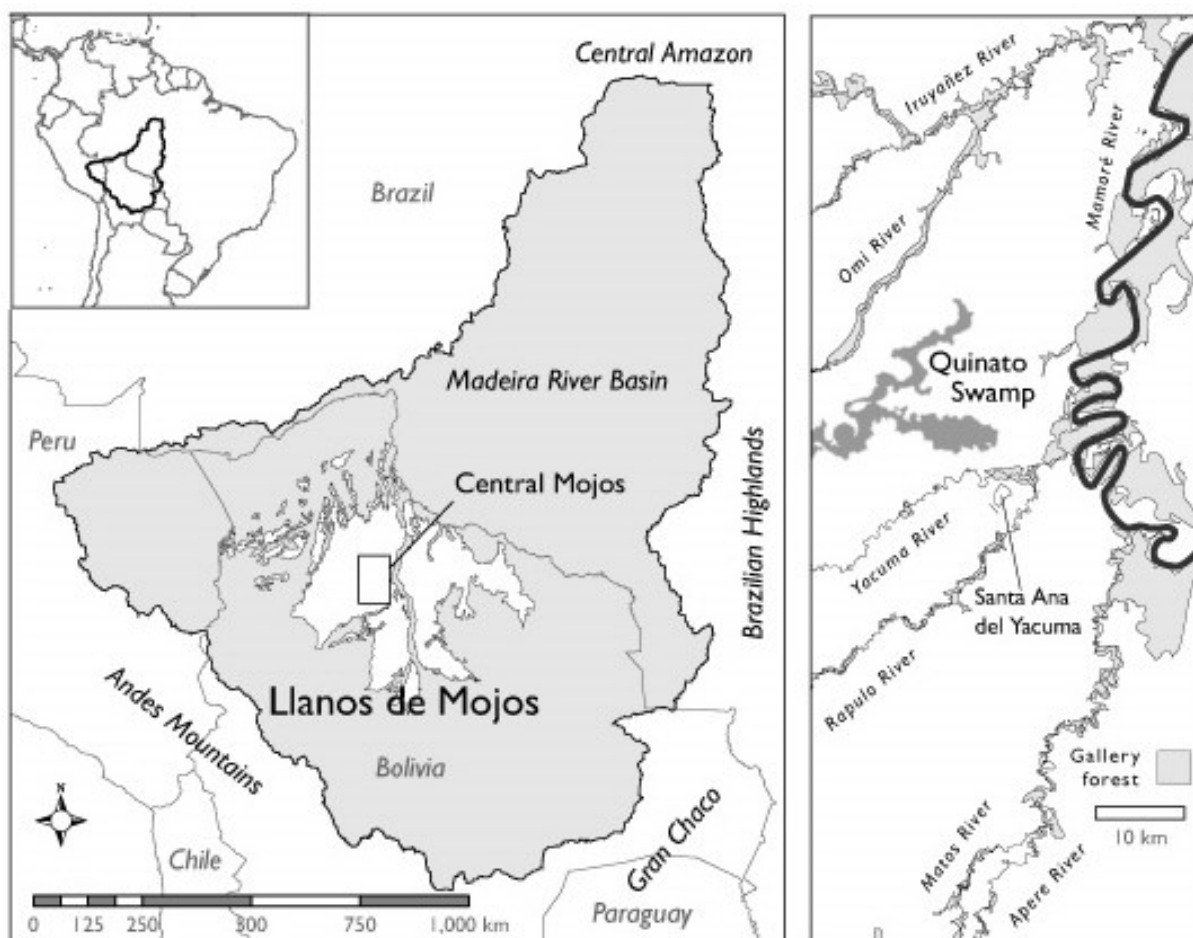 Central Amazon
Brazil
Madeira River Basin
Peru
Central Mojos
Brazilian Highlands
Andes Mountains
Llanos de Mojos
Bolivia
N
Chile
Gran Chaco
Paraguay
0 125 250 500 750 1,000 km
Iruyañez River
Mamoré River
Omi River
Quinato
Swamp
Yacuma River
Santa Ana
del Yacuma
Rapulo River
Gallery
forest
10 km
Matos River
Apere River